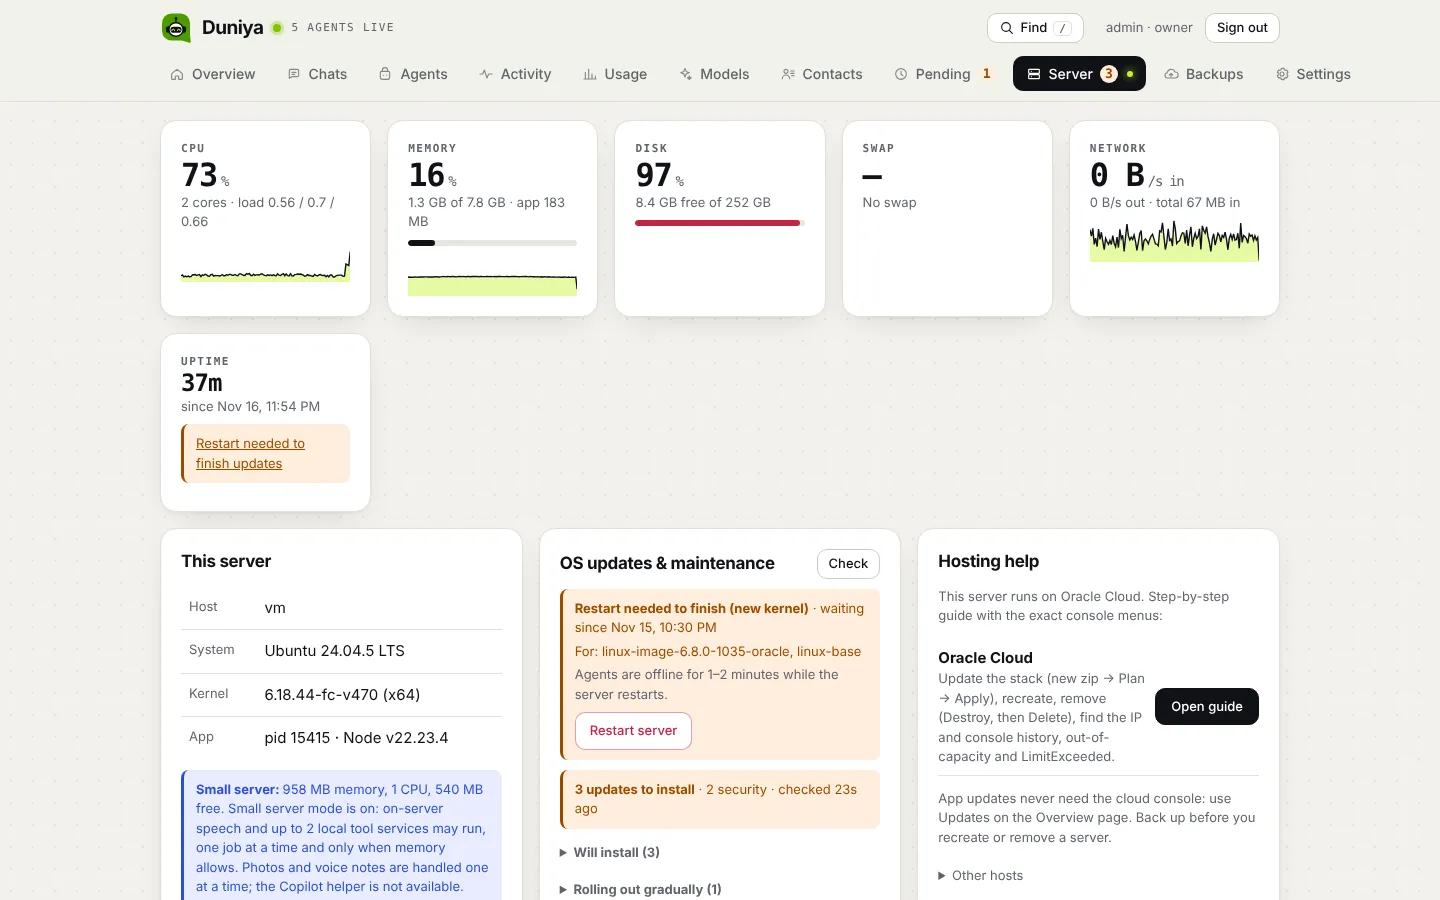 Duniya
5 AGENTS LIVE
Find /
admin · owner
Sign out
Overview
Chats
Agents
Activity
Usage
Models
Contacts
Pending 1
Server 3
Backups
Settings
CPU
73 %
2 cores · load 0.56 / 0.7 /
0.66
MEMORY
16 %
1.3 GB of 7.8 GB · app 183
MB
DISK
97 %
8.4 GB free of 252 GB
SWAP
—
No swap
NETWORK
0 B /s in
0 B/s out · total 67 MB in
UPTIME
37m
since Nov 16, 11:54 PM
Restart needed to
finish updates
This server
Host vm
System Ubuntu 24.04.5 LTS
Kernel 6.18.44-fc-v470 (x64)
App pid 15415 · Node v22.23.4
Small server: 958 MB memory, 1 CPU, 540 MB
free. Small server mode is on: on-server
speech and up to 2 local tool services may run,
one job at a time and only when memory
allows. Photos and voice notes are handled one
at a time; the Copilot helper is not available.
OS updates & maintenance
Check
Restart needed to finish (new kernel) · waiting
since Nov 15, 10:30 PM
For: linux-image-6.8.0-1035-oracle, linux-base
Agents are offline for 1–2 minutes while the
server restarts.
Restart server
3 updates to install · 2 security · checked 23s
ago
Will install (3)
Rolling out gradually (1)
Hosting help
This server runs on Oracle Cloud. Step-by-step
guide with the exact console menus:
Oracle Cloud
Update the stack (new zip → Plan
→ Apply), recreate, remove
(Destroy, then Delete), find the IP
and console history, out-of-
capacity and LimitExceeded.
Open guide
App updates never need the cloud console: use
Updates on the Overview page. Back up before you
recreate or remove a server.
Other hosts